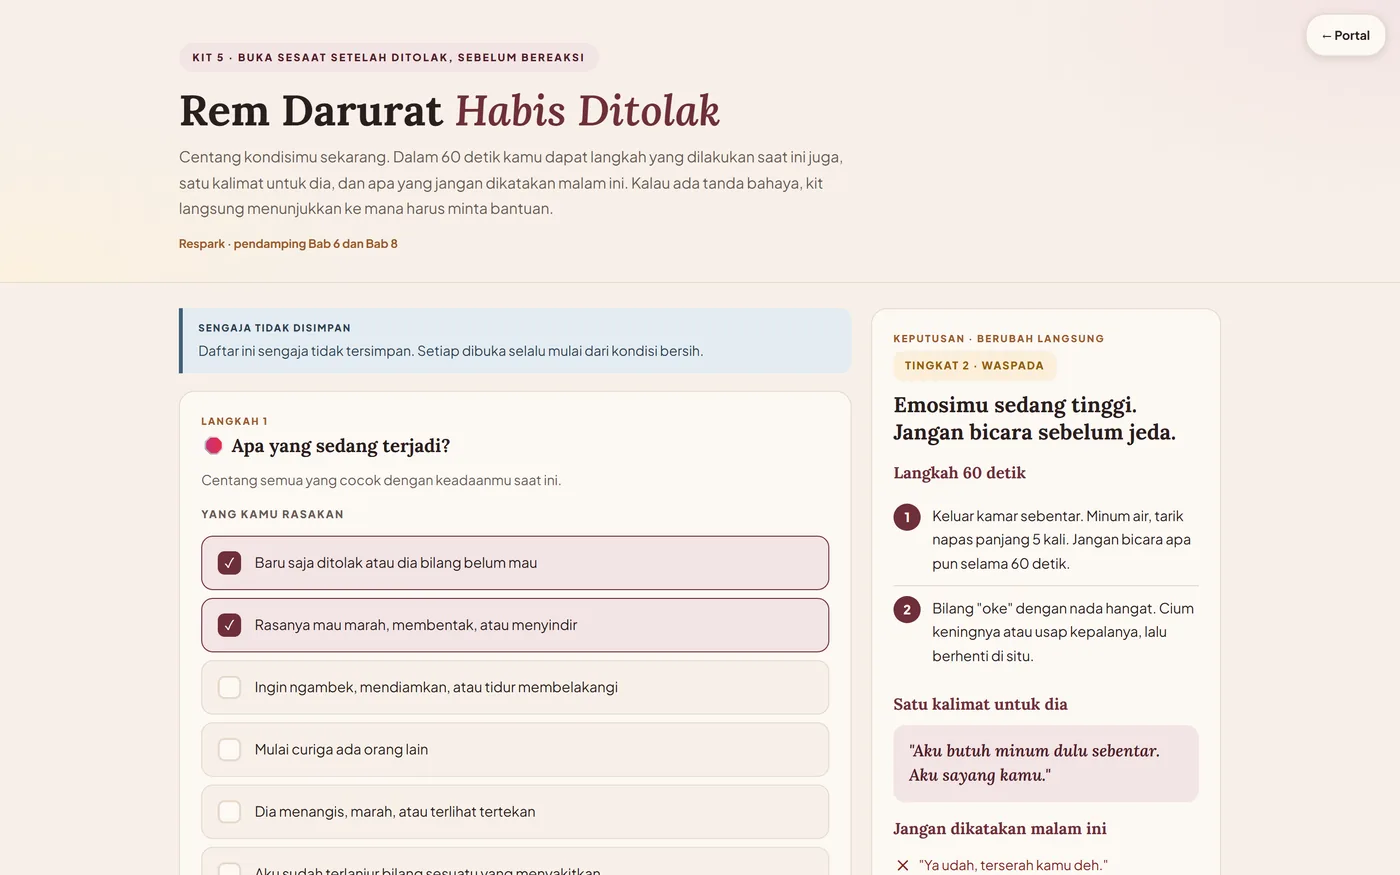 ← Portal
KIT 5 · BUKA SESAAT SETELAH DITOLAK, SEBELUM BEREAKSI
Rem Darurat Habis Ditolak
Centang kondisimu sekarang. Dalam 60 detik kamu dapat langkah yang dilakukan saat ini juga,
satu kalimat untuk dia, dan apa yang jangan dikatakan malam ini. Kalau ada tanda bahaya, kit
langsung menunjukkan ke mana harus minta bantuan.
Respark · pendamping Bab 6 dan Bab 8
SENGAJA TIDAK DISIMPAN
Daftar ini sengaja tidak tersimpan. Setiap dibuka selalu mulai dari kondisi bersih.
LANGKAH 1
Apa yang sedang terjadi?
Centang semua yang cocok dengan keadaanmu saat ini.
YANG KAMU RASAKAN
Baru saja ditolak atau dia bilang belum mau
Rasanya mau marah, membentak, atau menyindir
Ingin ngambek, mendiamkan, atau tidur membelakangi
Mulai curiga ada orang lain
Dia menangis, marah, atau terlihat tertekan
Aku sudah terlanjur bilang sesuatu yang menyakitkan
KEPUTUSAN · BERUBAH LANGSUNG
TINGKAT 2 · WASPADA
Emosimu sedang tinggi.
Jangan bicara sebelum jeda.
Langkah 60 detik
1 Keluar kamar sebentar. Minum air, tarik
napas panjang 5 kali. Jangan bicara apa
pun selama 60 detik.
2 Bilang "oke" dengan nada hangat. Cium
keningnya atau usap kepalanya, lalu
berhenti di situ.
Satu kalimat untuk dia
"Aku butuh minum dulu sebentar.
Aku sayang kamu."
Jangan dikatakan malam ini
"Ya udah, terserah kamu deh."